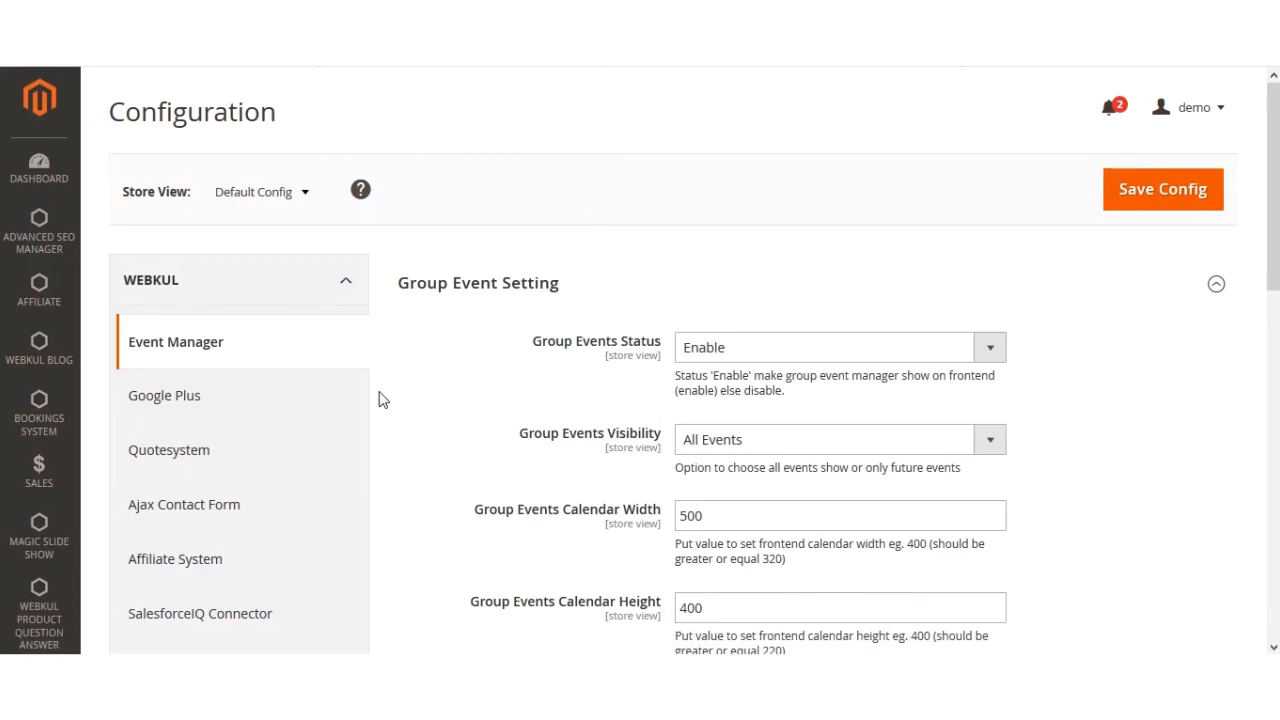 Configuration
2
demo
Store View:
Default Config
?
Save Config
DASHBOARD
ADVANCED SEO
MANAGER
AFFILIATE
WEBKUL BLOG
BOOKINGS
SYSTEM
$
SALES
MAGIC SLIDE
SHOW
WEBKUL
PRODUCT
QUESTION
ANSWER
WEBKUL
Event Manager
Google Plus
Quotesystem
Ajax Contact Form
Affiliate System
SalesforceIQ Connector
Group Event Setting
Group Events Status
[store view]
Enable
Status 'Enable' make group event manager show on frontend
(enable) else disable.
Group Events Visibility
[store view]
All Events
Option to choose all events show or only future events
Group Events Calendar Width
[store view]
500
Put value to set frontend calendar width eg. 400 (should be
greater or equal 320)
Group Events Calendar Height
[store view]
400
Put value to set frontend calendar height eg. 400 (should be
greater or equal 220)